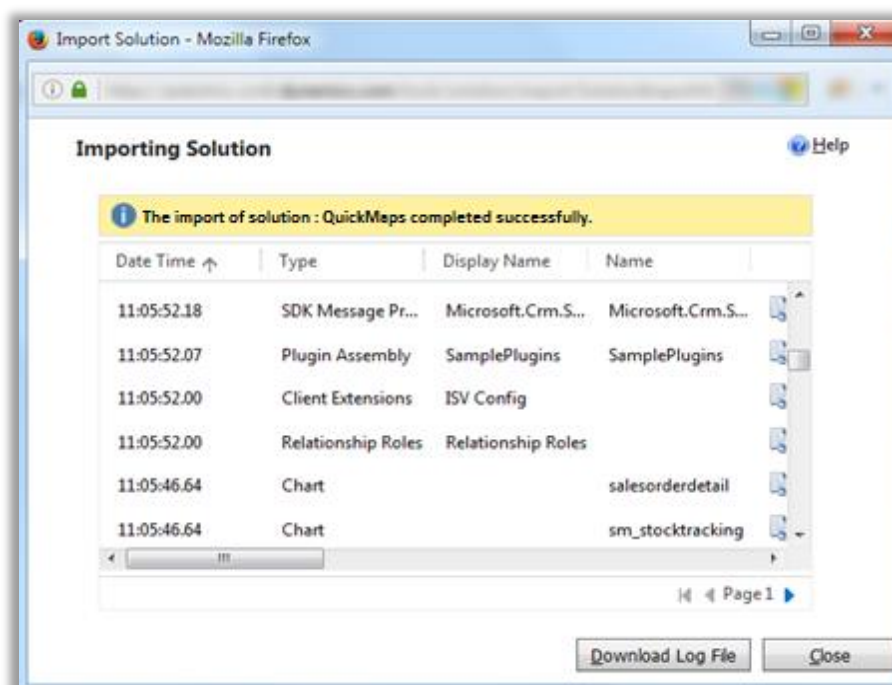 Import Solution - Mozilla Firefox
Importing Solution
Help
The import of solution : QuickMaps completed successfully.
Date Time Type Display Name Name
11:05:52.18 SDK Message Pr... Microsoft.Crm.S... Microsoft.Crm.S...
11:05:52.07 Plugin Assembly SamplePlugins SamplePlugins
11:05:52.00 Client Extensions ISV Config
11:05:52.00 Relationship Roles Relationship Roles
11:05:46.64 Chart salesorderdetail
11:05:46.64 Chart sm_stocktracking
Page 1
Download Log File Close